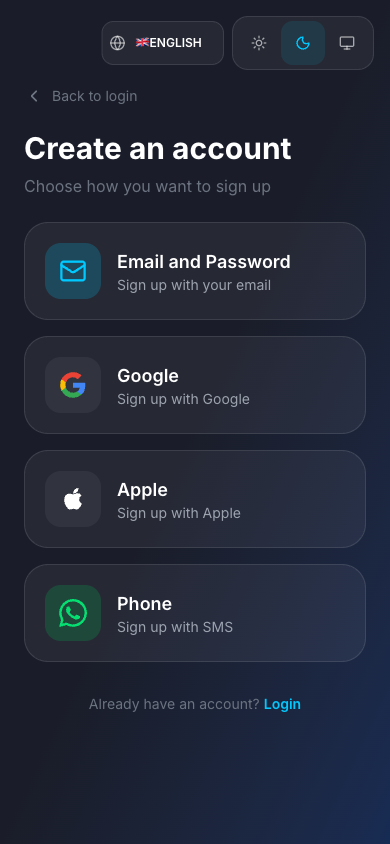 ENGLISH
Back to login
Create an account
Choose how you want to sign up
Email and Password
Sign up with your email
Google
Sign up with Google
Apple
Sign up with Apple
Phone
Sign up with SMS
Already have an account? Login